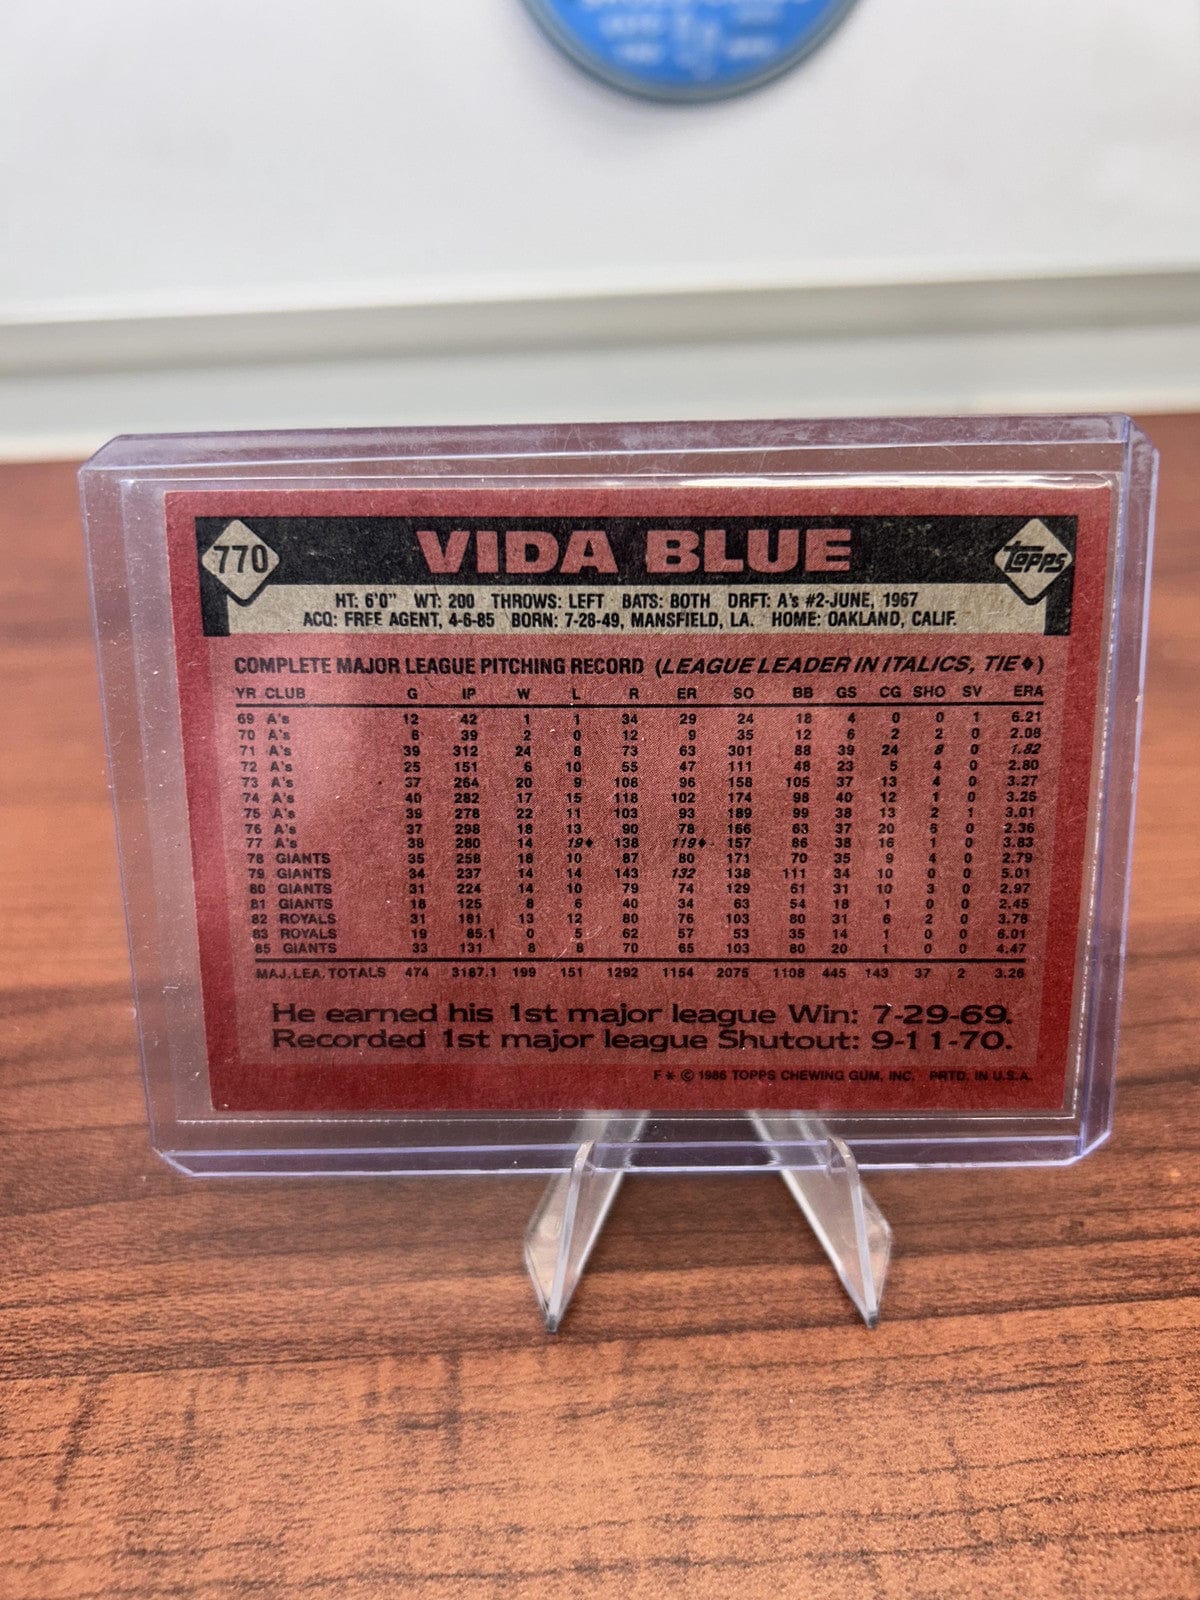 770 VIDA BLUE Topps
HT: 6'0" WT: 200 THROWS: LEFT BATS: BOTH DRFT: A's #2-JUNE, 1967
ACQ: FREE AGENT, 4-6-85 BORN: 7-28-49, MANSFIELD, LA. HOME: OAKLAND, CALIF.
COMPLETE MAJOR LEAGUE PITCHING RECORD (LEAGUE LEADER IN ITALICS, TIE♦)
YR CLUB G IP W L R ER SO BB GS CG SHO SV ERA
69 A's 12 42 1 1 34 29 24 18 4 0 0 1 6.21
70 A's 6 39 2 0 12 9 35 12 6 2 2 0 2.08
71 A's 39 312 24 8 73 63 301 88 39 24 8 0 1.82
72 A's 25 151 6 10 55 47 111 48 23 5 4 0 2.80
73 A's 37 264 20 9 108 96 158 105 37 13 4 0 3.27
74 A's 40 282 17 15 118 102 174 98 40 12 1 0 3.26
75 A's 39 278 22 11 103 93 189 99 38 13 2 1 3.01
76 A's 37 298 18 13 90 78 166 63 37 20 6 0 2.36
77 A's 38 280 14 19♦ 138 119♦ 157 86 38 16 1 0 3.83
78 GIANTS 35 258 18 10 87 80 171 70 35 9 4 0 2.79
79 GIANTS 34 237 14 14 143 132 138 111 34 10 0 0 5.01
80 GIANTS 31 224 14 10 79 74 129 61 31 10 3 0 2.97
81 GIANTS 18 125 8 6 40 34 63 54 18 1 0 0 2.45
82 ROYALS 31 181 13 12 80 76 103 80 31 6 2 0 3.78
83 ROYALS 19 85.1 0 5 62 57 53 35 14 1 0 0 6.01
85 GIANTS 33 131 8 8 70 65 103 80 20 1 0 0 4.47
MAJ. LEA. TOTALS 474 3187.1 199 151 1292 1154 2075 1108 445 143 37 2 3.26
He earned his 1st major league Win: 7-29-69.
Recorded 1st major league Shutout: 9-11-70.
F * © 1986 TOPPS CHEWING GUM, INC. PRTD. IN U.S.A.